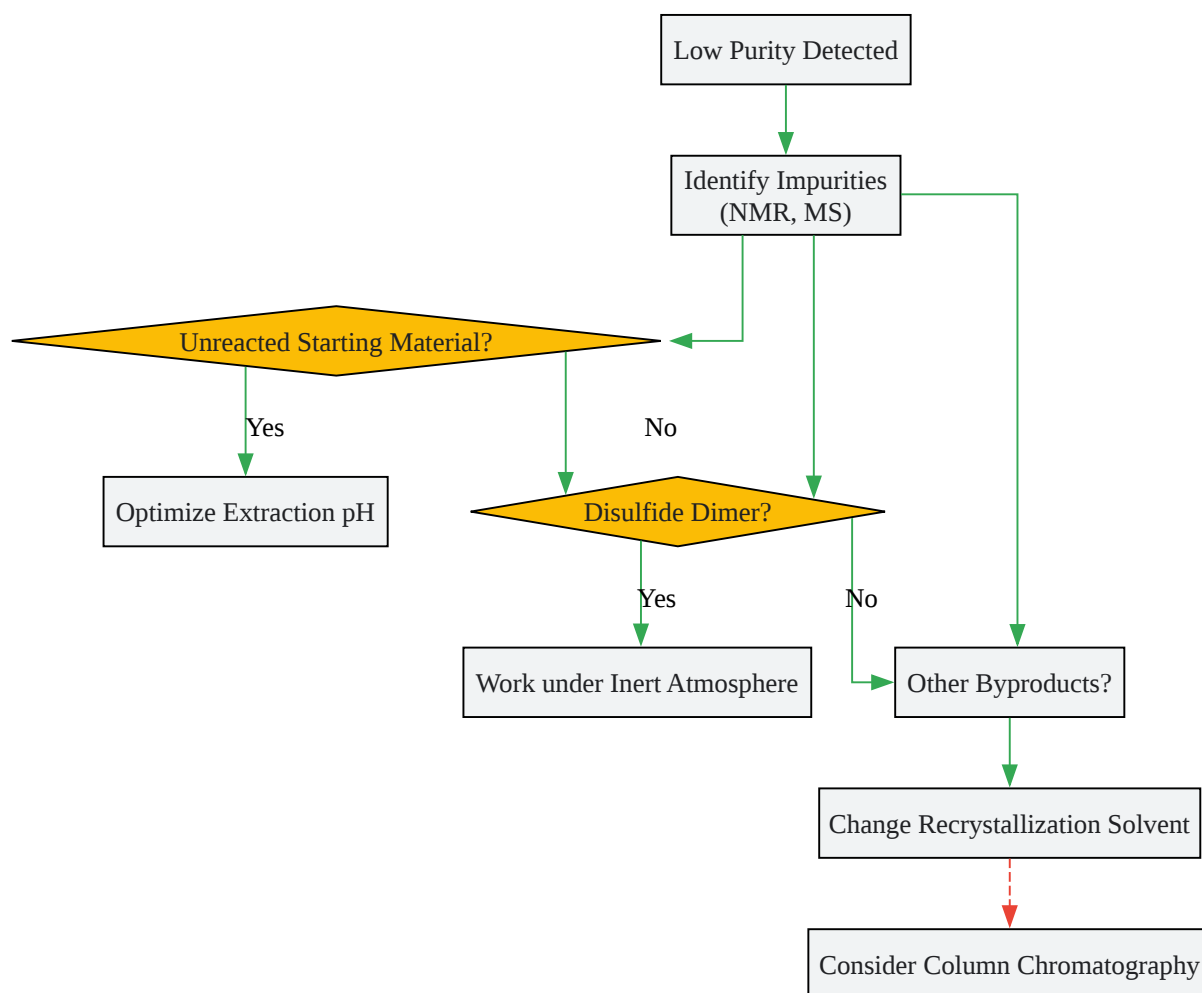 Low Purity Detected
Identify Impurities
(NMR, MS)
Unreacted Starting Material?
Yes
No
Optimize Extraction pH
Disulfide Dimer?
Yes
No
Work under Inert Atmosphere
Other Byproducts?
Change Recrystallization Solvent
Consider Column Chromatography